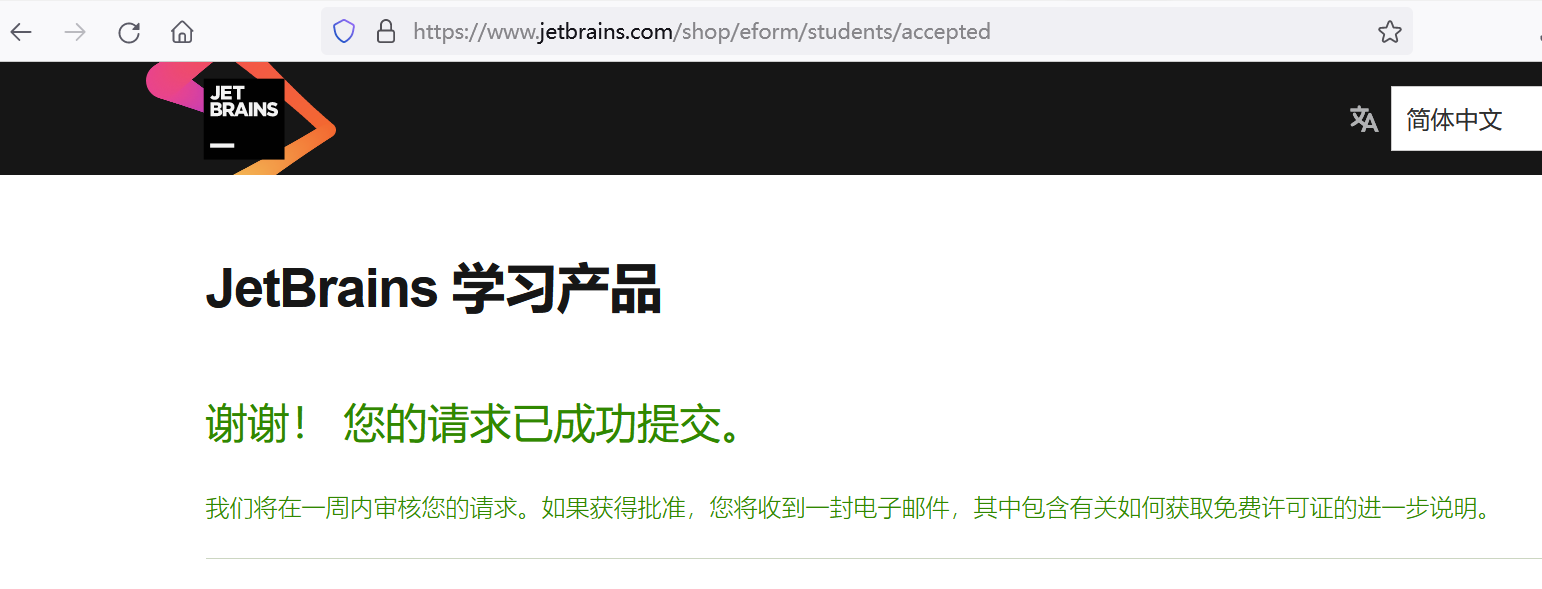 https://www.jetbrains.com/shop/eform/students/accepted
JET
BRAINS
简体中文
JetBrains 学习产品
谢谢! 您的请求已成功提交。
我们将在一周内审核您的请求。如果获得批准，您将收到一封电子邮件，其中包含有关如何获取免费许可证的进一步说明。